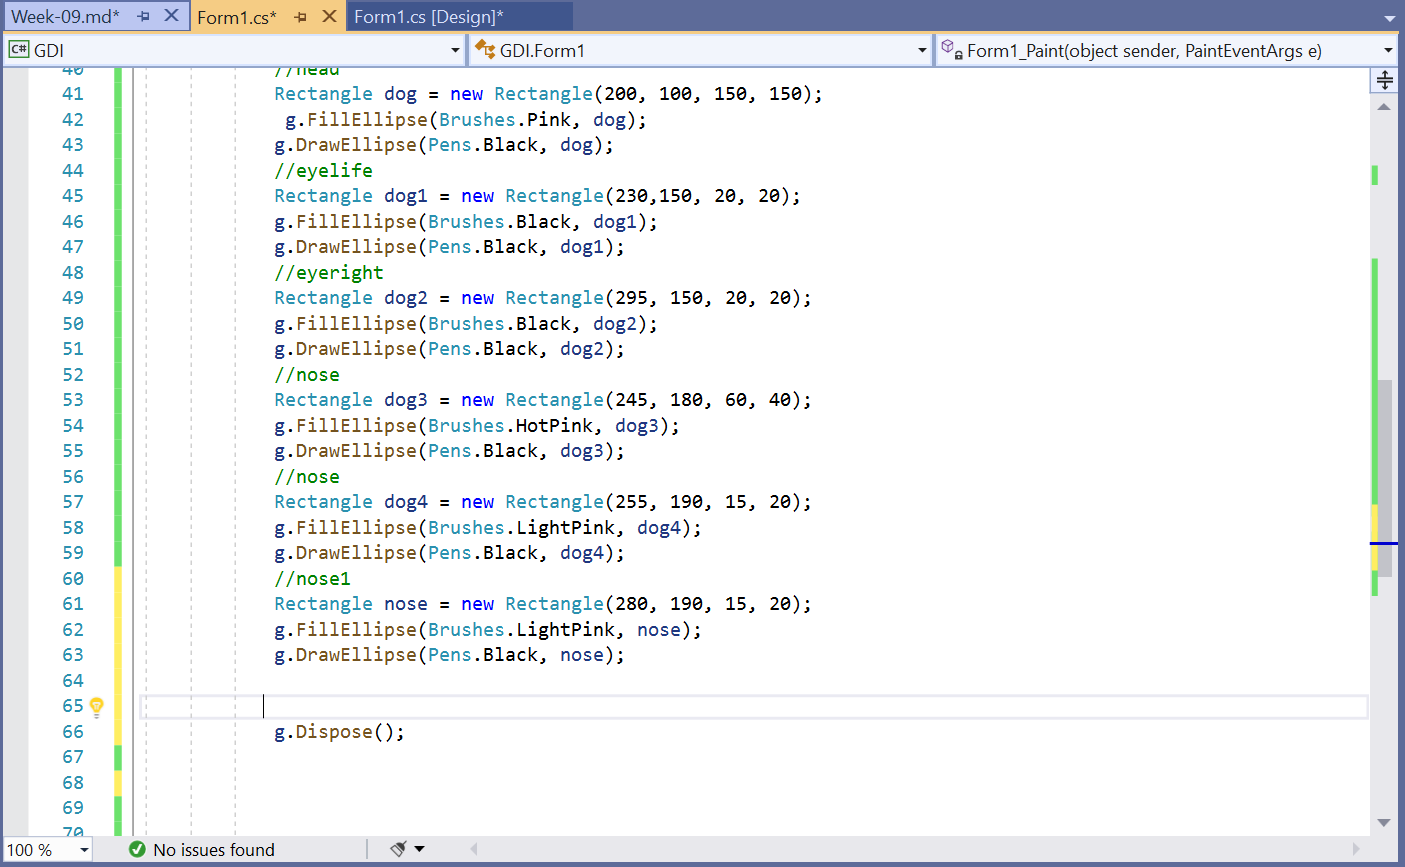 Week-09.md* Form1.cs* Form1.cs [Design]*
C# GDI GDI.Form1 Form1_Paint(object sender, PaintEventArgs e)
40 //head
41 Rectangle dog = new Rectangle(200, 100, 150, 150);
42 g.FillEllipse(Brushes.Pink, dog);
43 g.DrawEllipse(Pens.Black, dog);
44 //eyelife
45 Rectangle dog1 = new Rectangle(230,150, 20, 20);
46 g.FillEllipse(Brushes.Black, dog1);
47 g.DrawEllipse(Pens.Black, dog1);
48 //eyeright
49 Rectangle dog2 = new Rectangle(295, 150, 20, 20);
50 g.FillEllipse(Brushes.Black, dog2);
51 g.DrawEllipse(Pens.Black, dog2);
52 //nose
53 Rectangle dog3 = new Rectangle(245, 180, 60, 40);
54 g.FillEllipse(Brushes.HotPink, dog3);
55 g.DrawEllipse(Pens.Black, dog3);
56 //nose
57 Rectangle dog4 = new Rectangle(255, 190, 15, 20);
58 g.FillEllipse(Brushes.LightPink, dog4);
59 g.DrawEllipse(Pens.Black, dog4);
60 //nose1
61 Rectangle nose = new Rectangle(280, 190, 15, 20);
62 g.FillEllipse(Brushes.LightPink, nose);
63 g.DrawEllipse(Pens.Black, nose);
64
65
66 g.Dispose();
67
68
69
70
100 % No issues found